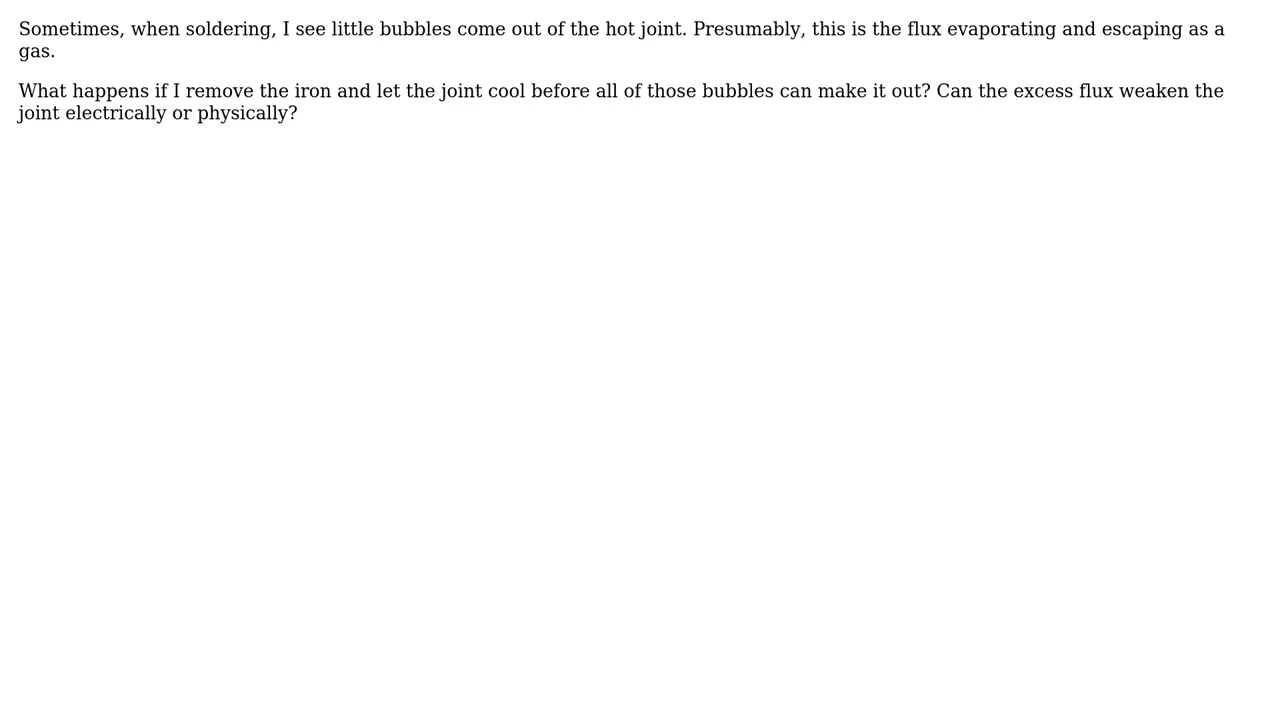 Sometimes, when soldering, I see little bubbles come out of the hot joint. Presumably, this is the flux evaporating and escaping as a
gas.
What happens if I remove the iron and let the joint cool before all of those bubbles can make it out? Can the excess flux weaken the
joint electrically or physically?